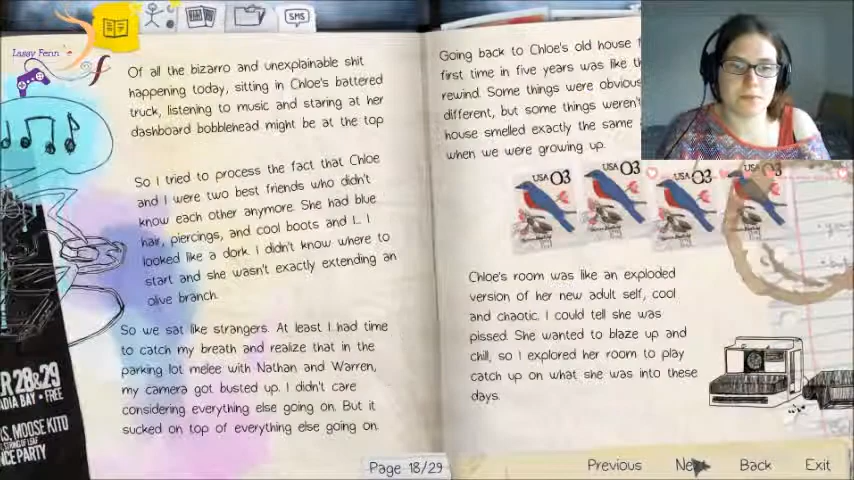 Lassy Fenn
SMS
Of all the bizarro and unexplainable shit
happening today, sitting in Chloe's battered
truck, listening to music and staring at her
dashboard bobblehead might be at the top
So I tried to process the fact that Chloe
and I were two best friends who didn't
know each other anymore. She had blue
hair, piercings, and cool boots and I... I
looked like a dork. I didn't know where to
start and she wasn't exactly extending an
olive branch.
So we sat like strangers. At least I had time
to catch my breath and realize that in the
parking lot melee with Nathan and Warren,
my camera got busted up. I didn't care
considering everything else going on. But it
sucked on top of everything else going on.
R 28&29
DIA BAY • FREE
S, MOOSE KITO
STRING OF LEAF
NCE PARTY
Going back to Chloe's old house
first time in five years was like
rewind. Some things were obvious
different, but some things weren'
house smelled exactly the same
when we were growing up.
USA 03
USA 03
USA 03
USA 03
Chloe's room was like an exploded
version of her new adult self, cool
and chaotic. I could tell she was
pissed. She wanted to blaze up and
chill, so I explored her room to play
catch up on what she was into these
days.
Page 18/29
Previous
Ne
Back
Exit